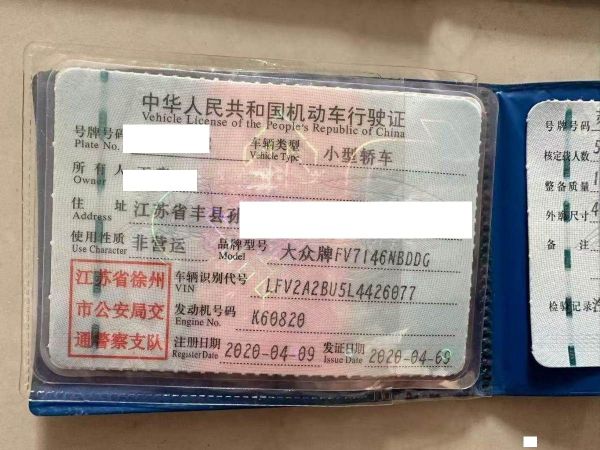 中华人民共和国机动车行驶证
Vehicle License of the People's Republic of China
号牌号码
Plate No.
车辆类型 小型轿车
Vehicle Type
所有人
Owner
住址 江苏省丰县孙
Address
使用性质 非营运
Use Character
品牌型号 大众牌FV7146NBDDG
Model
江苏省徐州
市公安局交
通警察支队
车辆识别代号 LFV2A2BU5L4426077
VIN
发动机号码 K60820
Engine No.
注册日期 2020-04-09
Register Date
发证日期 2020-04-09
Issue Date
号牌号码
核定载人数 5
整备质量 1
外廓尺寸 4
备注
检验记录